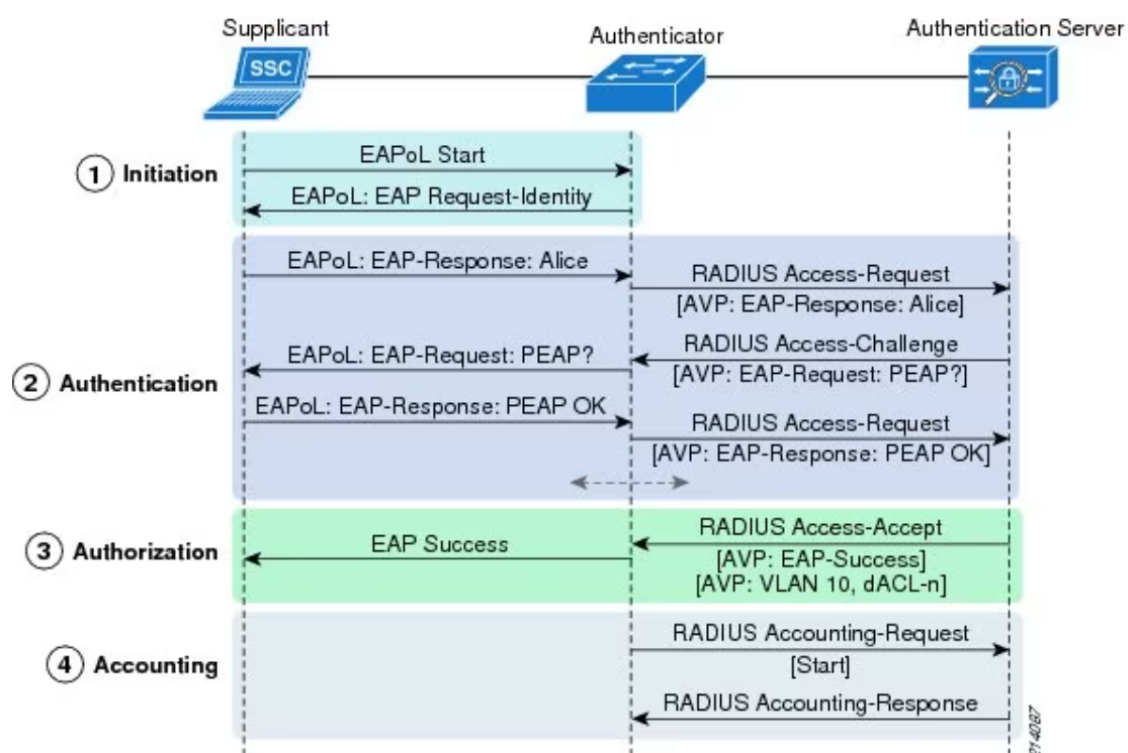 Supplicant
Authenticator
Authentication Server
SSC
1 Initiation
EAPoL Start
EAPoL: EAP Request-Identity
2 Authentication
EAPoL: EAP-Response: Alice
RADIUS Access-Request
[AVP: EAP-Response: Alice]
RADIUS Access-Challenge
EAPoL: EAP-Request: PEAP?
[AVP: EAP-Request: PEAP?]
EAPoL: EAP-Response: PEAP OK
RADIUS Access-Request
[AVP: EAP-Response: PEAP OK]
3 Authorization
RADIUS Access-Accept
EAP Success
[AVP: EAP-Success]
[AVP: VLAN 10, dACL-n]
4 Accounting
RADIUS Accounting-Request
[Start]
RADIUS Accounting-Response